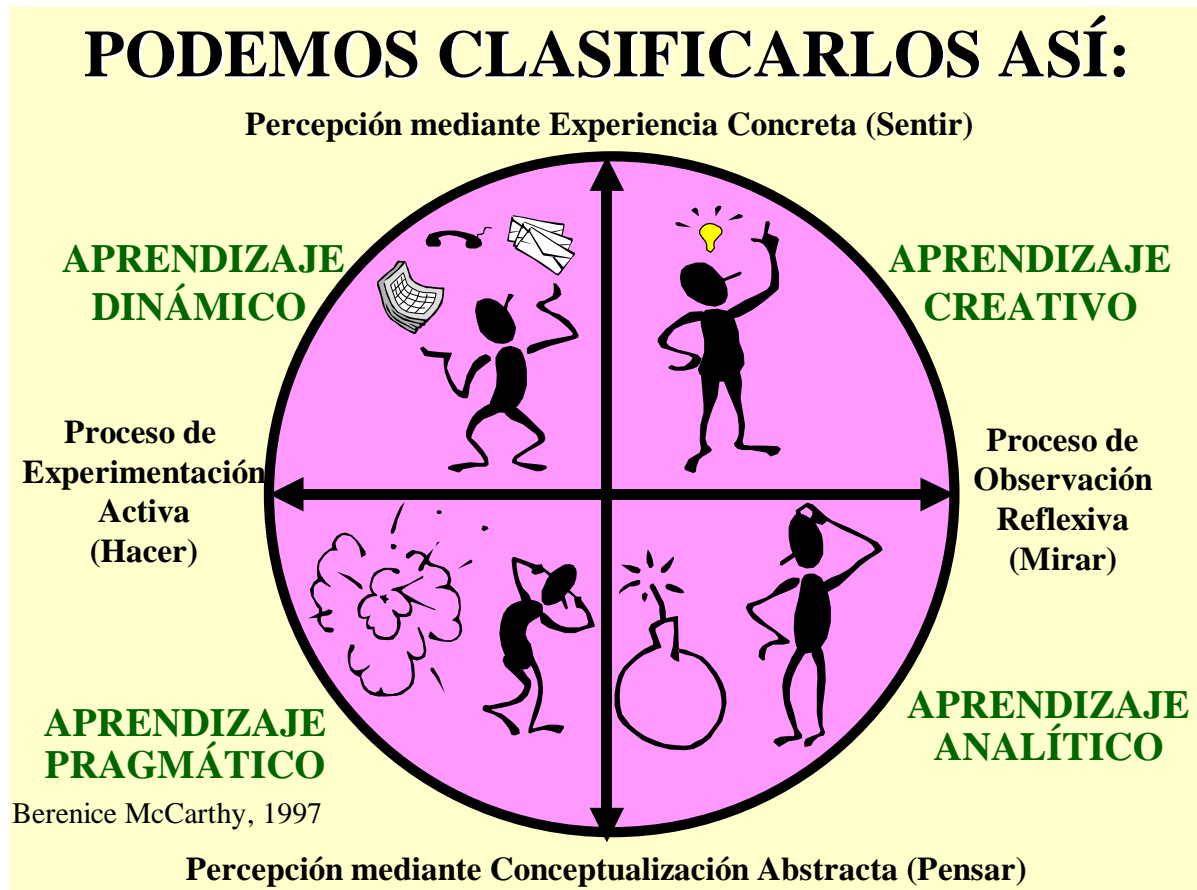 PODEMOS CLASIFICARLOS ASÍ:
Percepción mediante Experiencia Concreta (Sentir)
APRENDIZAJE
DINÁMICO
APRENDIZAJE
CREATIVO
Proceso de
Experimentación
Activa
(Hacer)
Proceso de
Observación
Reflexiva
(Mirar)
APRENDIZAJE
PRAGMÁTICO
APRENDIZAJE
ANALÍTICO
Berenice McCarthy, 1997
Percepción mediante Conceptualización Abstracta (Pensar)